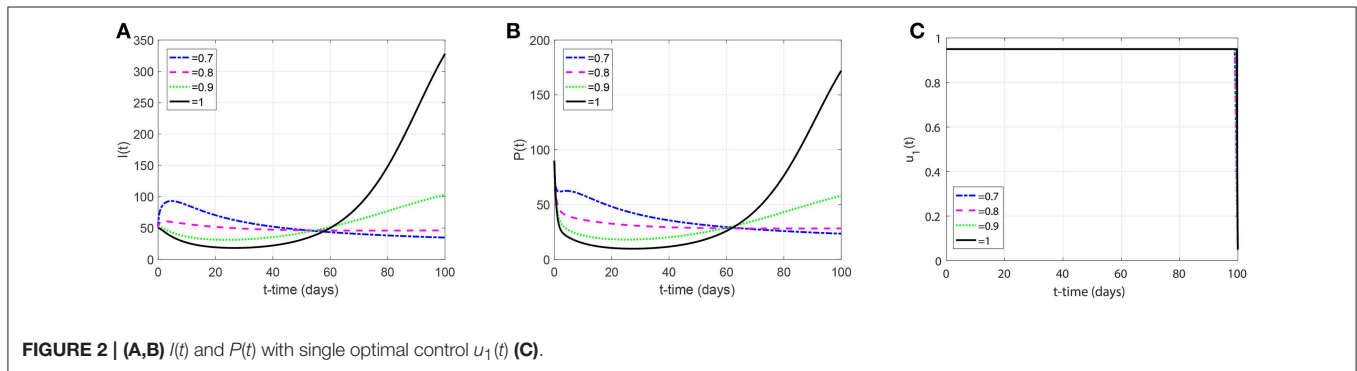 A
350
300
250
200
150
100
50
0
I(t)
=0.7
=0.8
=0.9
=1
0 20 40 60 80 100
t-time (days)
B
200
150
100
50
0
P(t)
=0.7
=0.8
=0.9
=1
0 20 40 60 80 100
t-time (days)
C
1
0.8
0.6
0.4
0.2
0
u_1(t)
=0.7
=0.8
=0.9
=1
0 20 40 60 80 100
t-time (days)
FIGURE 2 | (A,B) I(t) and P(t) with single optimal control u_1(t) (C).